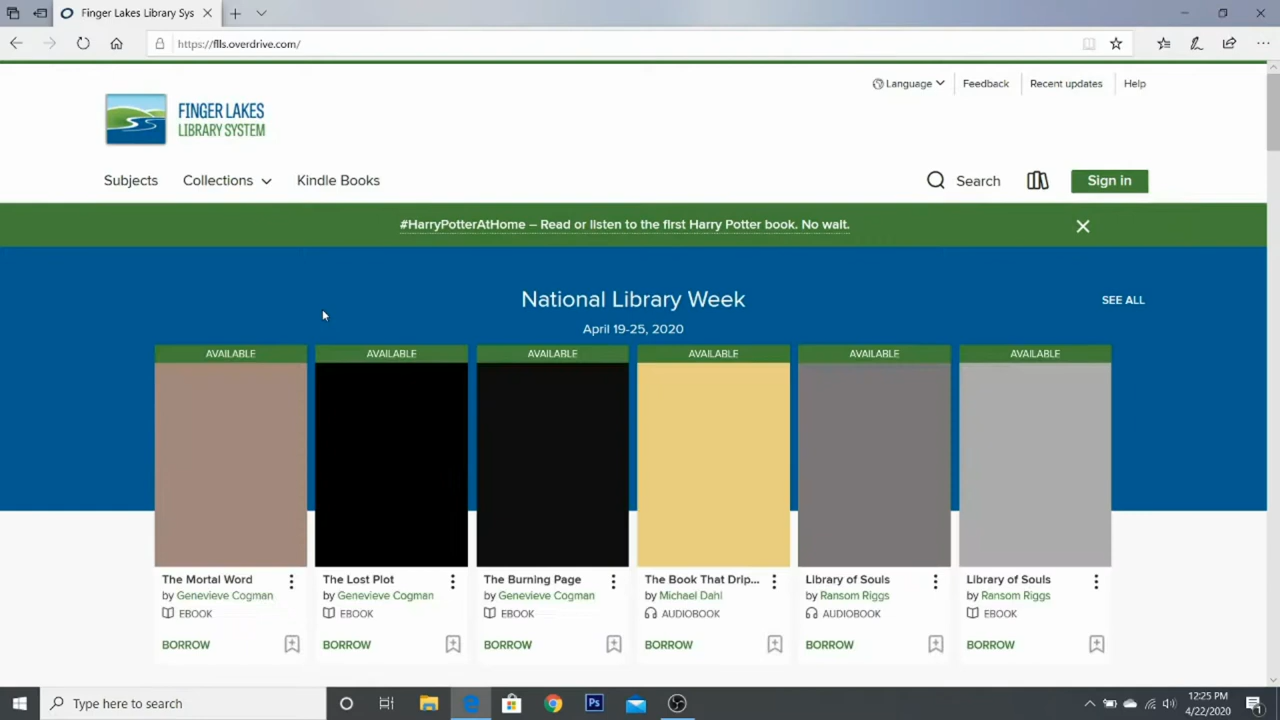 Finger Lakes Library Sys
https://flls.overdrive.com/
Language
Feedback
Recent updates
Help
FINGER LAKES
LIBRARY SYSTEM
Subjects
Collections
Kindle Books
Search
Sign in
#HarryPotterAtHome – Read or listen to the first Harry Potter book. No wait.
National Library Week
SEE ALL
April 19-25, 2020
AVAILABLE
AVAILABLE
AVAILABLE
AVAILABLE
AVAILABLE
AVAILABLE
The Mortal Word
by Genevieve Cogman
EBOOK
BORROW
The Lost Plot
by Genevieve Cogman
EBOOK
BORROW
The Burning Page
by Genevieve Cogman
EBOOK
BORROW
The Book That Drip...
by Michael Dahl
AUDIOBOOK
BORROW
Library of Souls
by Ransom Riggs
AUDIOBOOK
BORROW
Library of Souls
by Ransom Riggs
EBOOK
BORROW
Type here to search
Ps
12:25 PM
4/22/2020
1